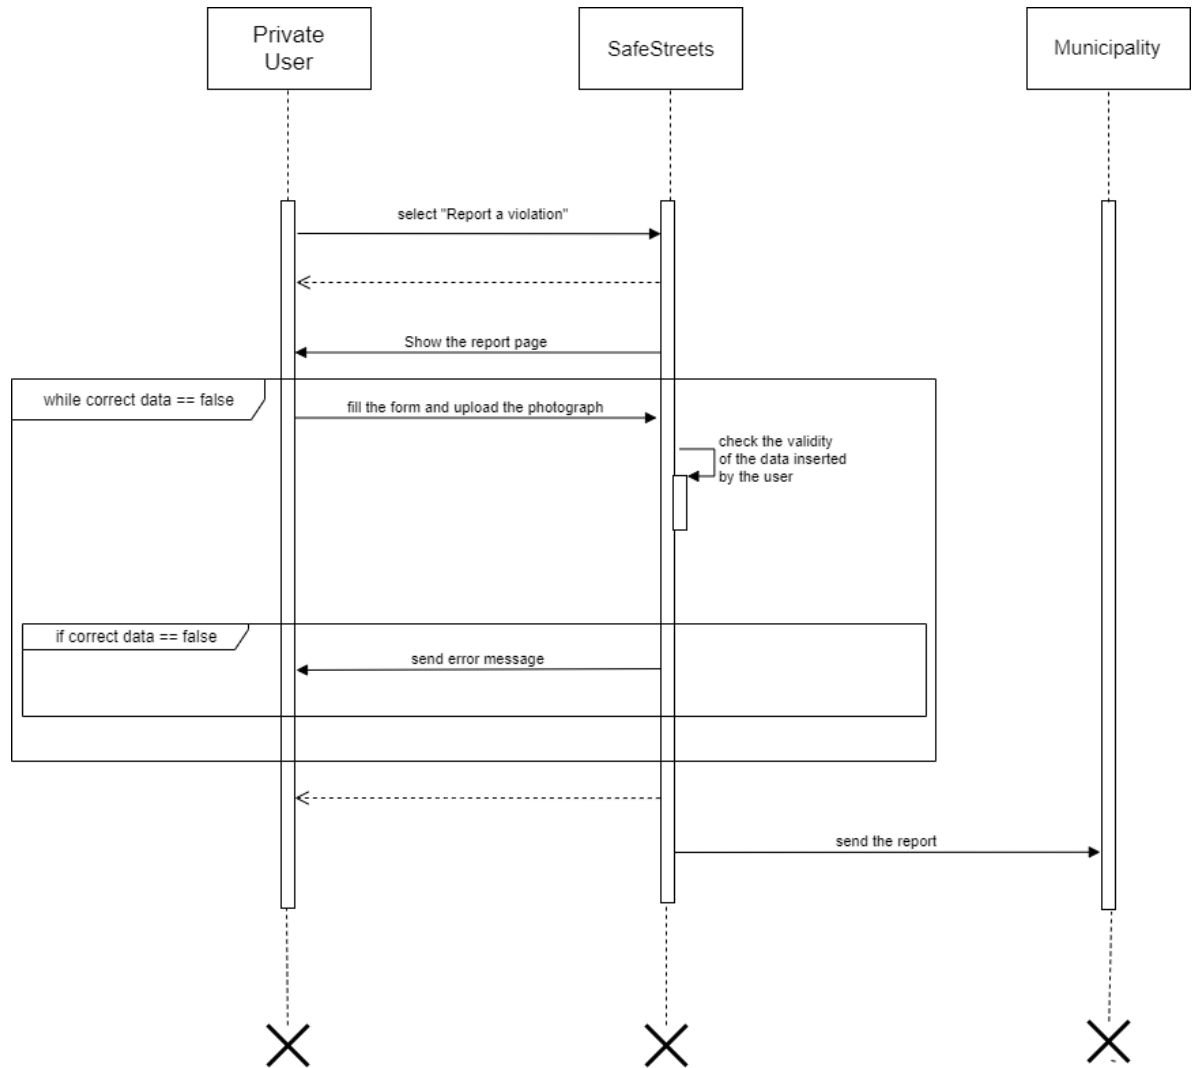 Private
User
SafeStreets
Municipality
select "Report a violation"
Show the report page
while correct data == false
fill the form and upload the photograph
check the validity
of the data inserted
by the user
if correct data == false
send error message
send the report